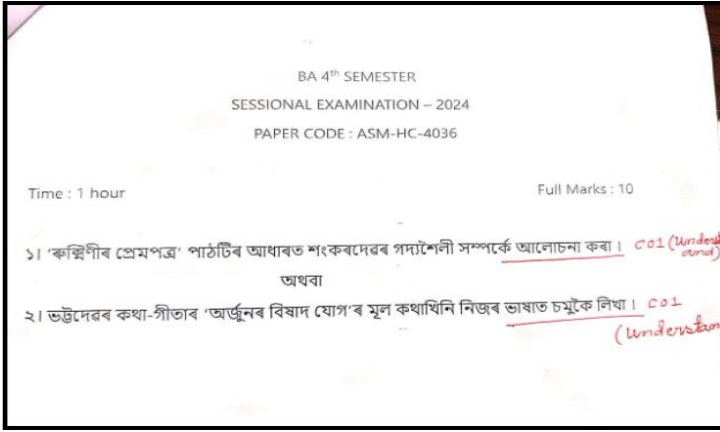 BA 4th SEMESTER
SESSIONAL EXAMINATION – 2024
PAPER CODE : ASM-HC-4036
Time : 1 hour
Full Marks : 10
১। ‘ৰুক্মিণীৰ প্ৰেমপত্ৰ’ পাঠটিৰ আধাৰত শংকৰদেৱৰ গদ্যশৈলী সম্পৰ্কে আলোচনা কৰা। CO1 (Understand)
অথবা
২। ভট্টদেৱৰ কথা-গীতাৰ ‘অৰ্জুনৰ বিষাদ যোগ’ৰ মূল কথাখিনি নিজৰ ভাষাত চমুকৈ লিখা। CO1
(Understan